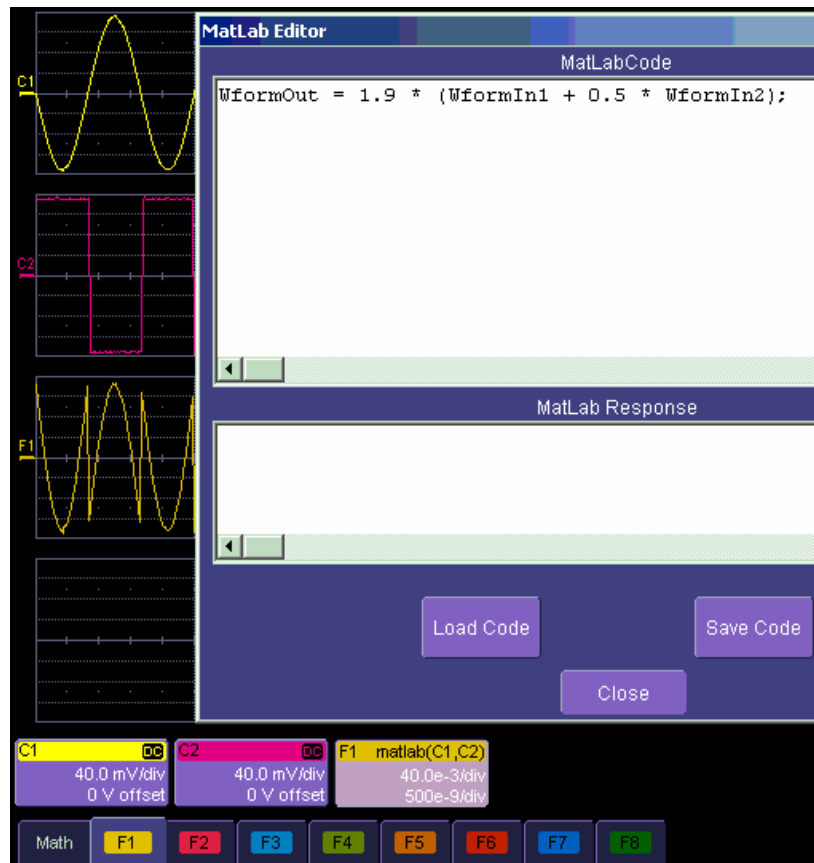 MatLab Editor
MatLabCode
WformOut = 1.9 * (WformIn1 + 0.5 * WformIn2);
C1
C2
F1
MatLab Response
Load Code
Save Code
Close
C1 DC
40.0 mV/div
0 V offset
C2 DC
40.0 mV/div
0 V offset
F1 matlab(C1,C2)
40.0e-3/div
500e-9/div
Math F1 F2 F3 F4 F5 F6 F7 F8